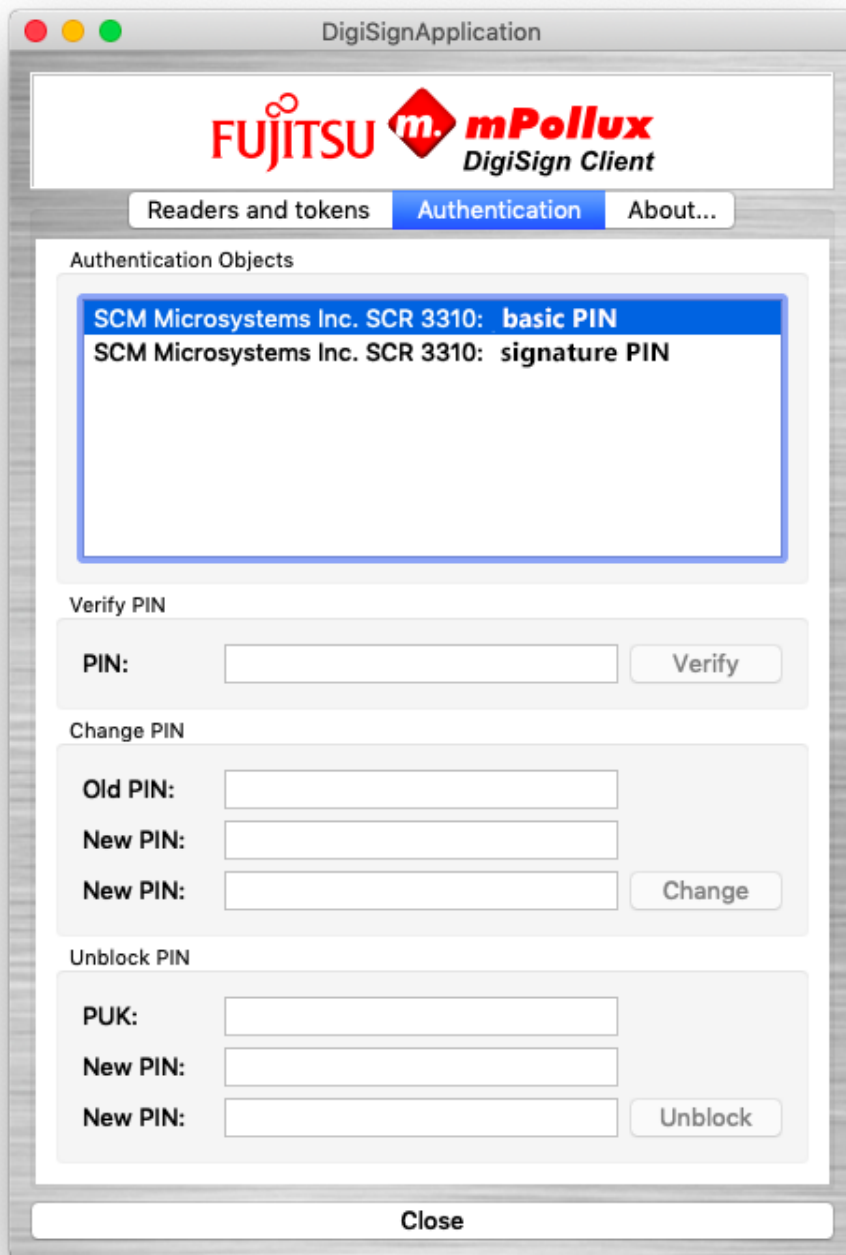 DigiSignApplication
FUJITSU m. mPollux
DigiSign Client
Readers and tokens Authentication About...
Authentication Objects
SCM Microsystems Inc. SCR 3310: basic PIN
SCM Microsystems Inc. SCR 3310: signature PIN
Verify PIN
PIN: Verify
Change PIN
Old PIN:
New PIN:
New PIN: Change
Unblock PIN
PUK:
New PIN:
New PIN: Unblock
Close